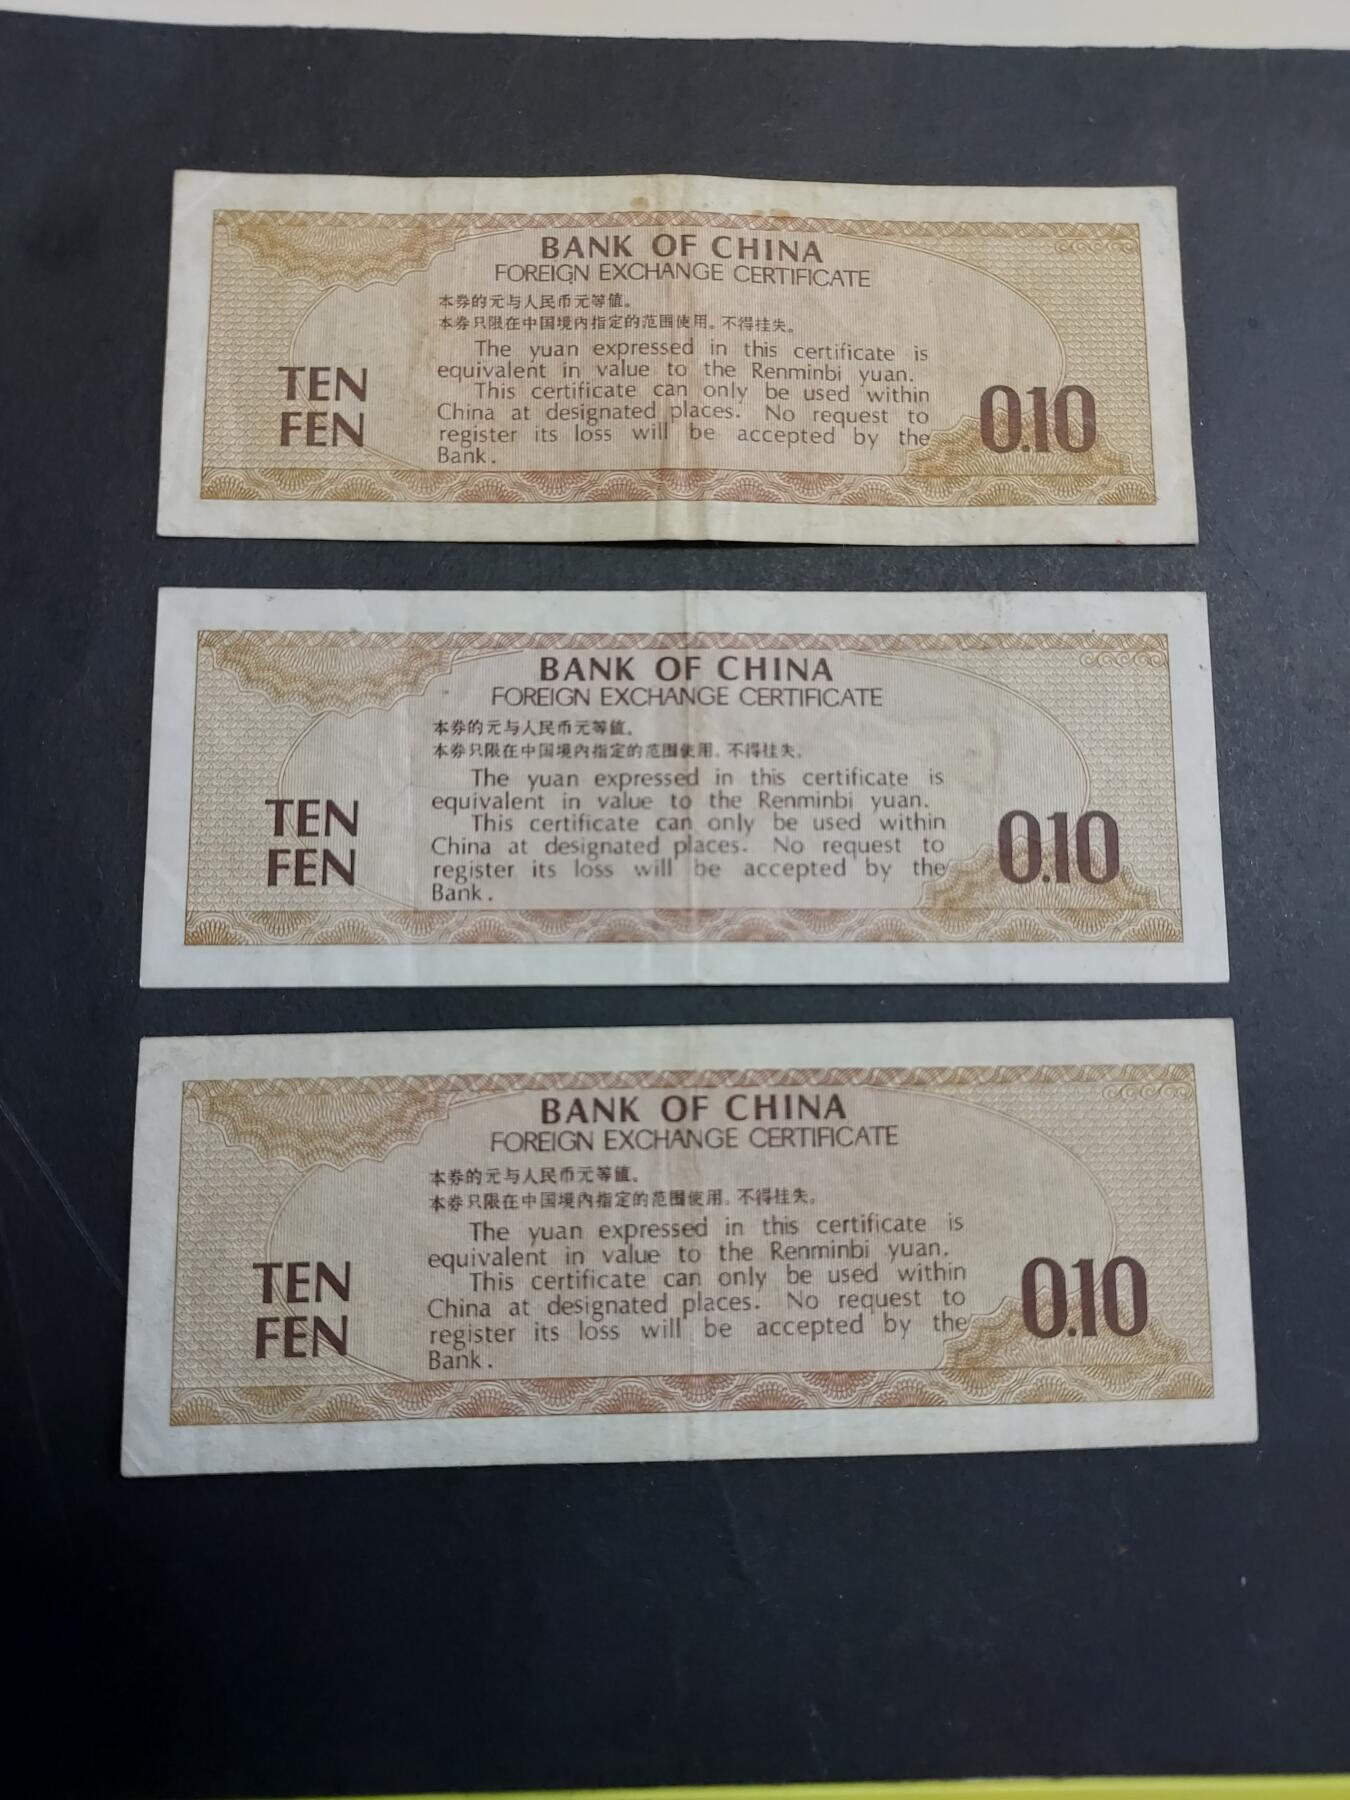 BANK OF CHINA
FOREIGN EXCHANGE CERTIFICATE
本券的元与人民币元等值。
本券只限在中国境内指定的范围使用。不得挂失。
The yuan expressed in this certificate is
equivalent in value to the Renminbi yuan.
This certificate can only be used within
China at designated places. No request to
register its loss will be accepted by the
Bank.
TEN
FEN
0.10
BANK OF CHINA
FOREIGN EXCHANGE CERTIFICATE
本券的元与人民币元等值。
本券只限在中国境内指定的范围使用。不得挂失。
The yuan expressed in this certificate is
equivalent in value to the Renminbi yuan.
This certificate can only be used within
China at designated places. No request to
register its loss will be accepted by the
Bank.
TEN
FEN
0.10
BANK OF CHINA
FOREIGN EXCHANGE CERTIFICATE
本券的元与人民币元等值。
本券只限在中国境内指定的范围使用。不得挂失。
The yuan expressed in this certificate is
equivalent in value to the Renminbi yuan.
This certificate can only be used within
China at designated places. No request to
register its loss will be accepted by the
Bank.
TEN
FEN
0.10